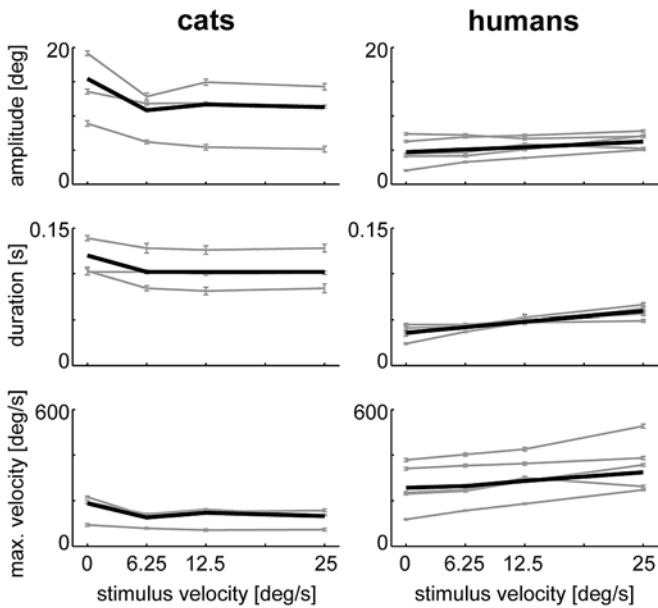 cats humans
20 20
amplitude [deg]
0 0
0.15 0.15
duration [s]
0 0
600 600
max. velocity [deg/s]
0 0
0 6.25 12.5 25 0 6.25 12.5 25
stimulus velocity [deg/s] stimulus velocity [deg/s]